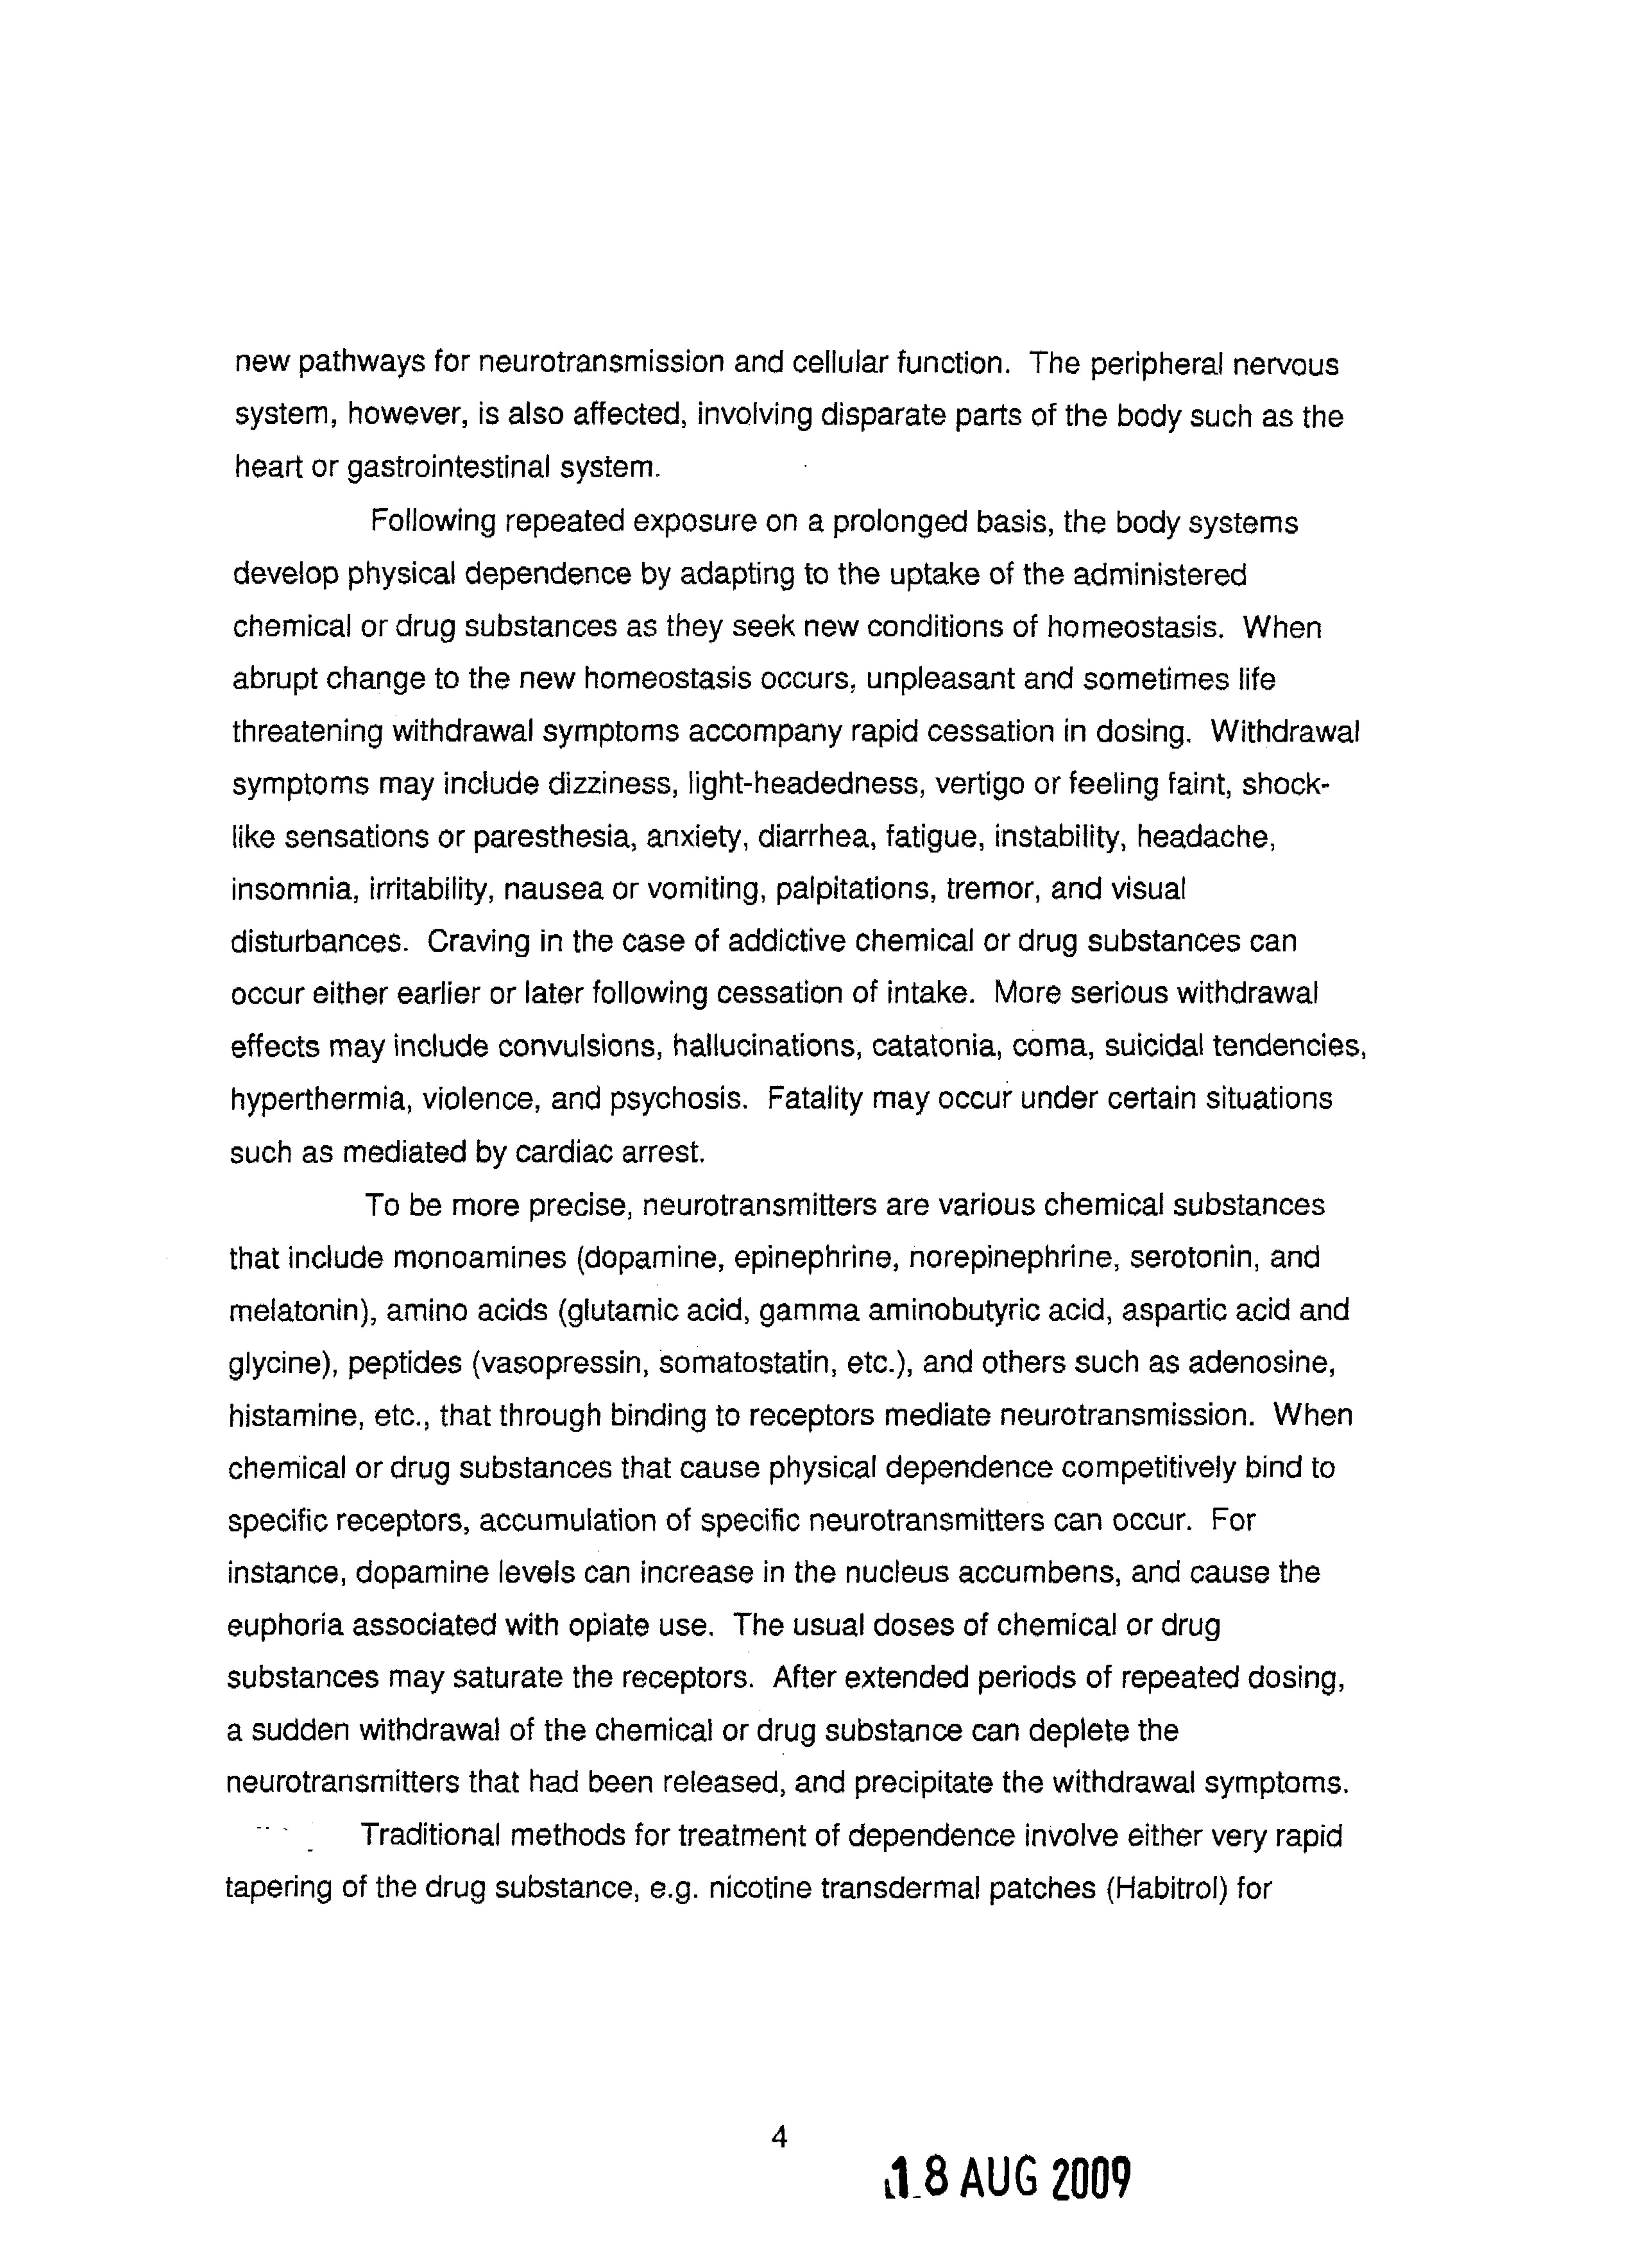 new pathways for neurotransmission and cellular function.  The peripheral nervous
system, however, is also affected, involving disparate parts of the body such as the
heart or gastrointestinal system.
Following repeated exposure on a prolonged basis, the body systems
develop physical dependence by adapting to the uptake of the administered
chemical or drug substances as they seek new conditions of homeostasis.  When
abrupt change to the new homeostasis occurs, unpleasant and sometimes life
threatening withdrawal symptoms accompany rapid cessation in dosing.  Withdrawal
symptoms may include dizziness, light-headedness, vertigo or feeling faint, shock-
like sensations or paresthesia, anxiety, diarrhea, fatigue, instability, headache,
insomnia, irritability, nausea or vomiting, palpitations, tremor, and visual
disturbances.  Craving in the case of addictive chemical or drug substances can
occur either earlier or later following cessation of intake.  More serious withdrawal
effects may include convulsions, hallucinations, catatonia, coma, suicidal tendencies,
hyperthermia, violence, and psychosis.  Fatality may occur under certain situations
such as mediated by cardiac arrest.
To be more precise, neurotransmitters are various chemical substances
that include monoamines (dopamine, epinephrine, norepinephrine, serotonin, and
melatonin), amino acids (glutamic acid, gamma aminobutyric acid, aspartic acid and
glycine), peptides (vasopressin, somatostatin, etc.), and others such as adenosine,
histamine, etc., that through binding to receptors mediate neurotransmission.  When
chemical or drug substances that cause physical dependence competitively bind to
specific receptors, accumulation of specific neurotransmitters can occur.  For
instance, dopamine levels can increase in the nucleus accumbens, and cause the
euphoria associated with opiate use.  The usual doses of chemical or drug
substances may saturate the receptors.  After extended periods of repeated dosing,
a sudden withdrawal of the chemical or drug substance can deplete the
neurotransmitters that had been released, and precipitate the withdrawal symptoms.
Traditional methods for treatment of dependence involve either very rapid
tapering of the drug substance, e.g. nicotine transdermal patches (Habitrol) for
4
18 AUG 2009